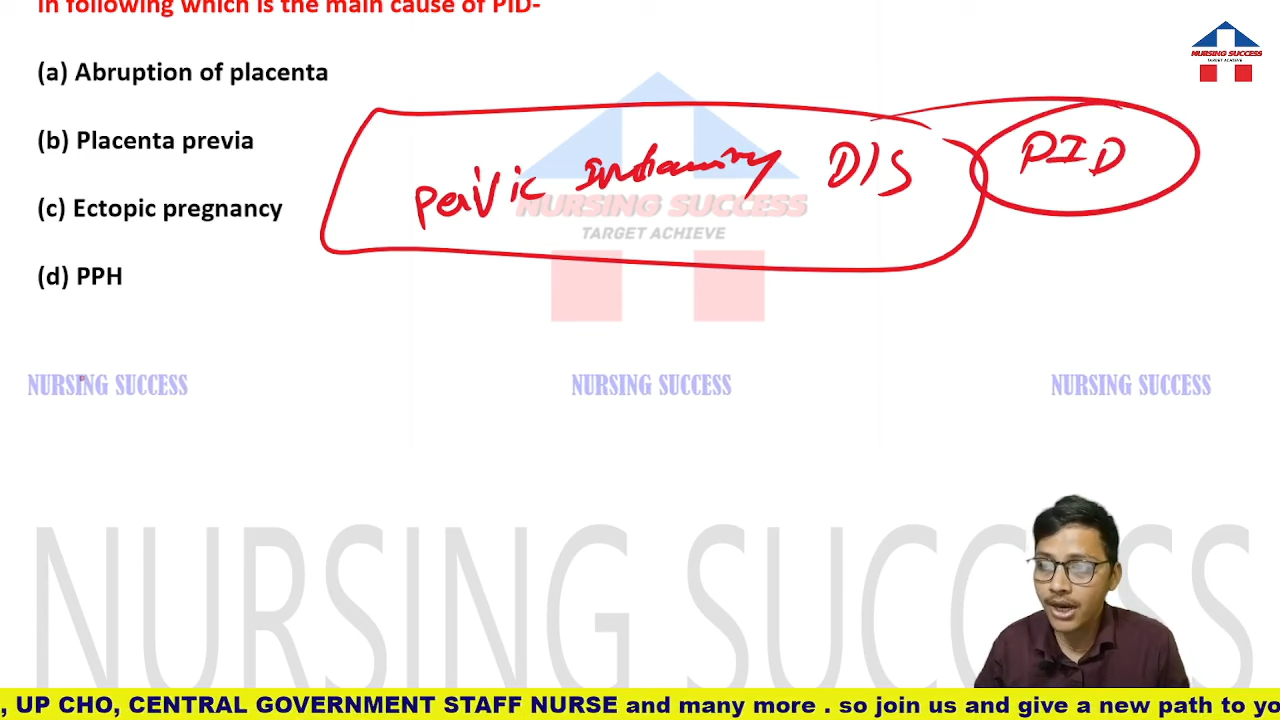 In following which is the main cause of PID-
NURSING SUCCESS
TARGET ACHIEVE
(a) Abruption of placenta
(b) Placenta previa
PID
Pelvic DIS
(c) Ectopic pregnancy
NURSING SUCCESS
TARGET ACHIEVE
(d) PPH
NURSING SUCCESS NURSING SUCCESS NURSING SUCCESS
NURSING SUCCESS
, UP CHO, CENTRAL GOVERNMENT STAFF NURSE and many more . so join us and give a new path to yo